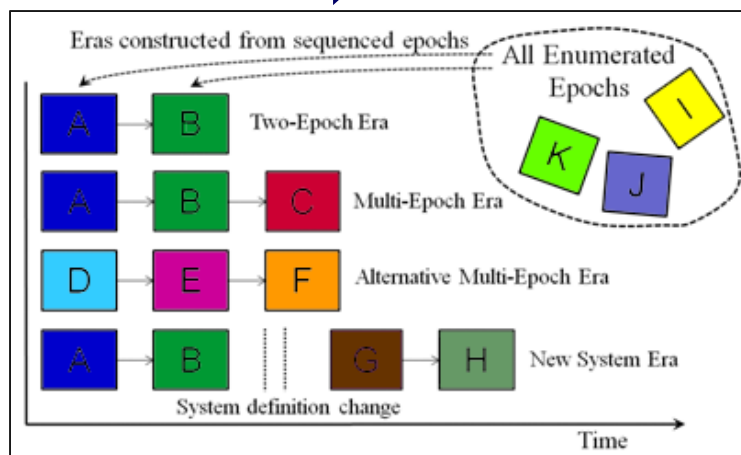 Eras constructed from sequenced epochs
All Enumerated
Epochs
I
K
J
A
B
Two-Epoch Era
A
B
C
Multi-Epoch Era
D
E
F
Alternative Multi-Epoch Era
A
B
G
H
New System Era
System definition change
Time